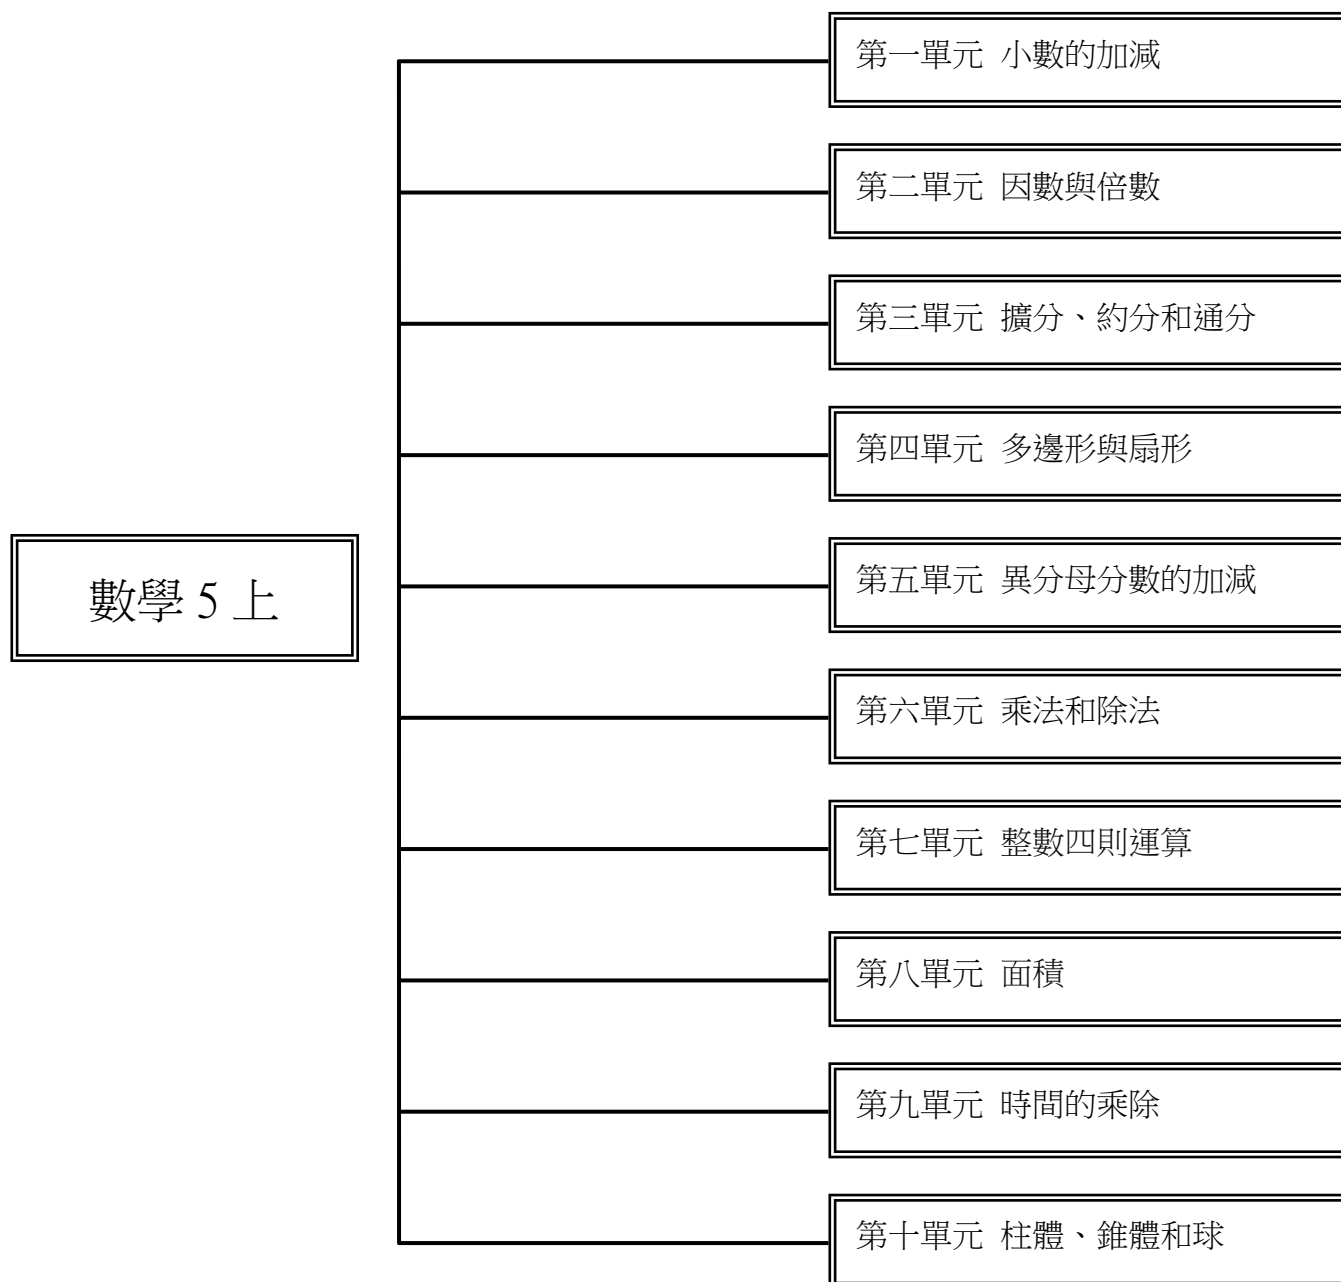 第一單元 小數的加減
第二單元 因數與倍數
第三單元 擴分、約分和通分
第四單元 多邊形與扇形
第五單元 異分母分數的加減
數學 5 上
第六單元 乘法和除法
第七單元 整數四則運算
第八單元 面積
第九單元 時間的乘除
第十單元 柱體、錐體和球